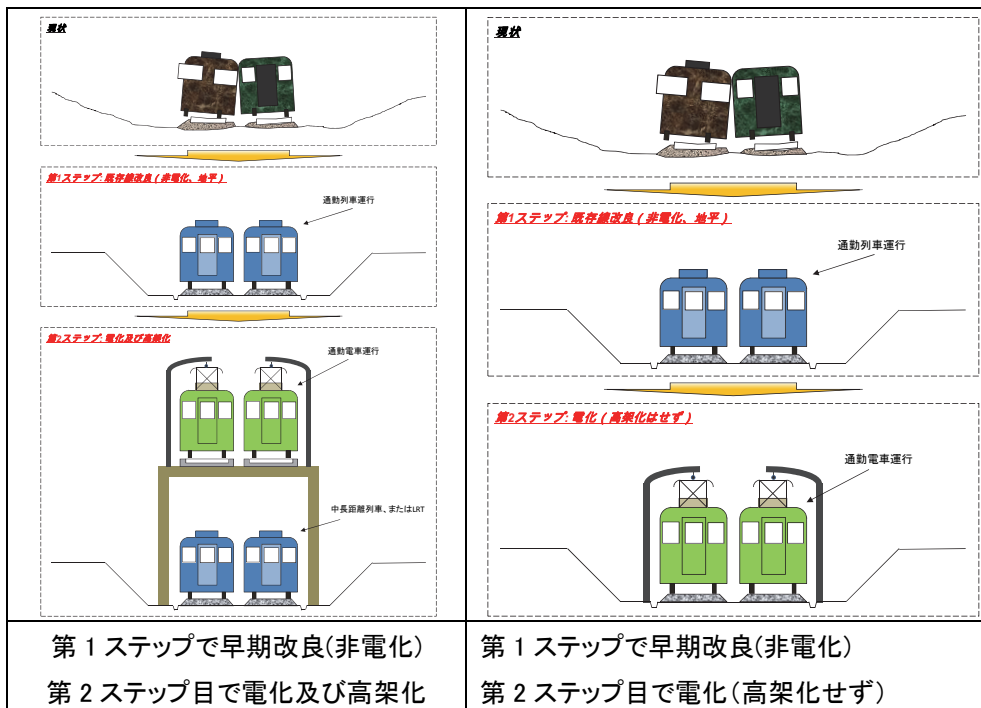 現状
第1ステップ: 既存線改良 ( 非電化、地平 )
通勤列車運行
第2ステップ: 電化及び高架化
通勤電車運行
中長距離列車、またはLRT
第 1 ステップで早期改良(非電化)
第 2 ステップ目で電化及び高架化
現状
第1ステップ: 既存線改良 ( 非電化、地平 )
通勤列車運行
第2ステップ: 電化 ( 高架化はせず )
通勤電車運行
第 1 ステップで早期改良(非電化)
第 2 ステップ目で電化(高架化せず)